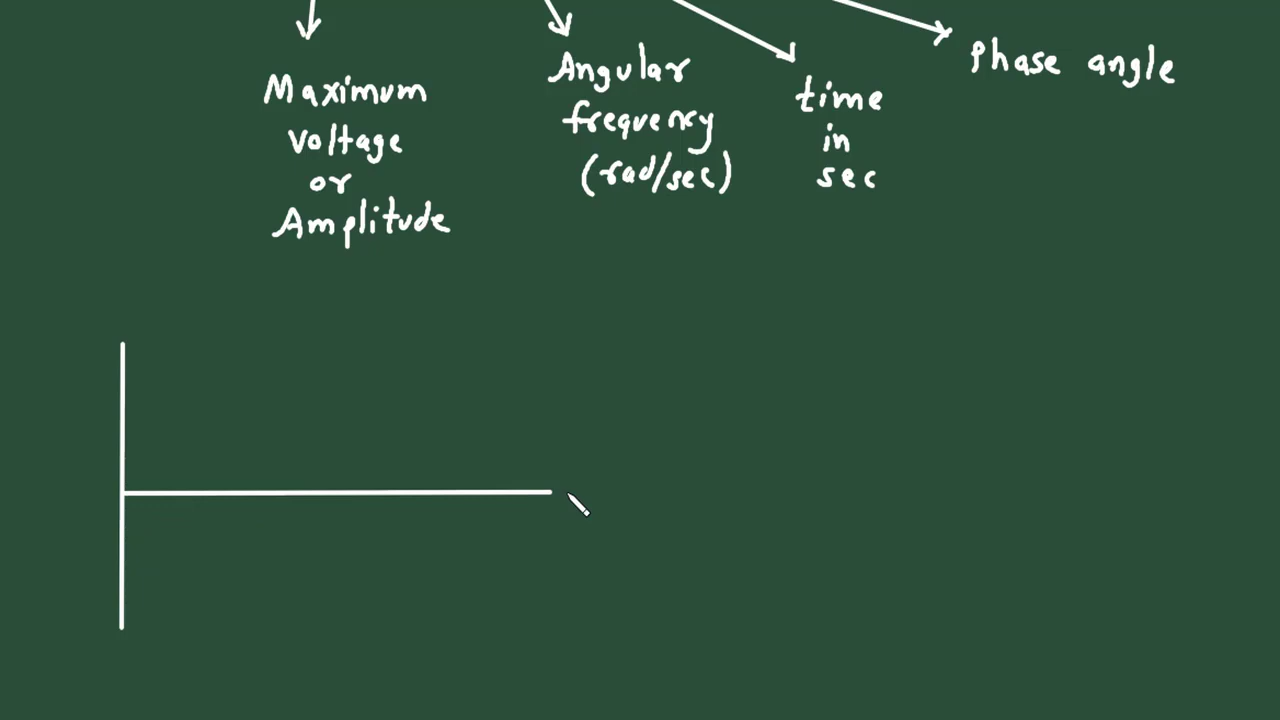 Maximum
voltage
or
Amplitude
Angular
frequency
(rad/sec)
time
in
sec
Phase angle